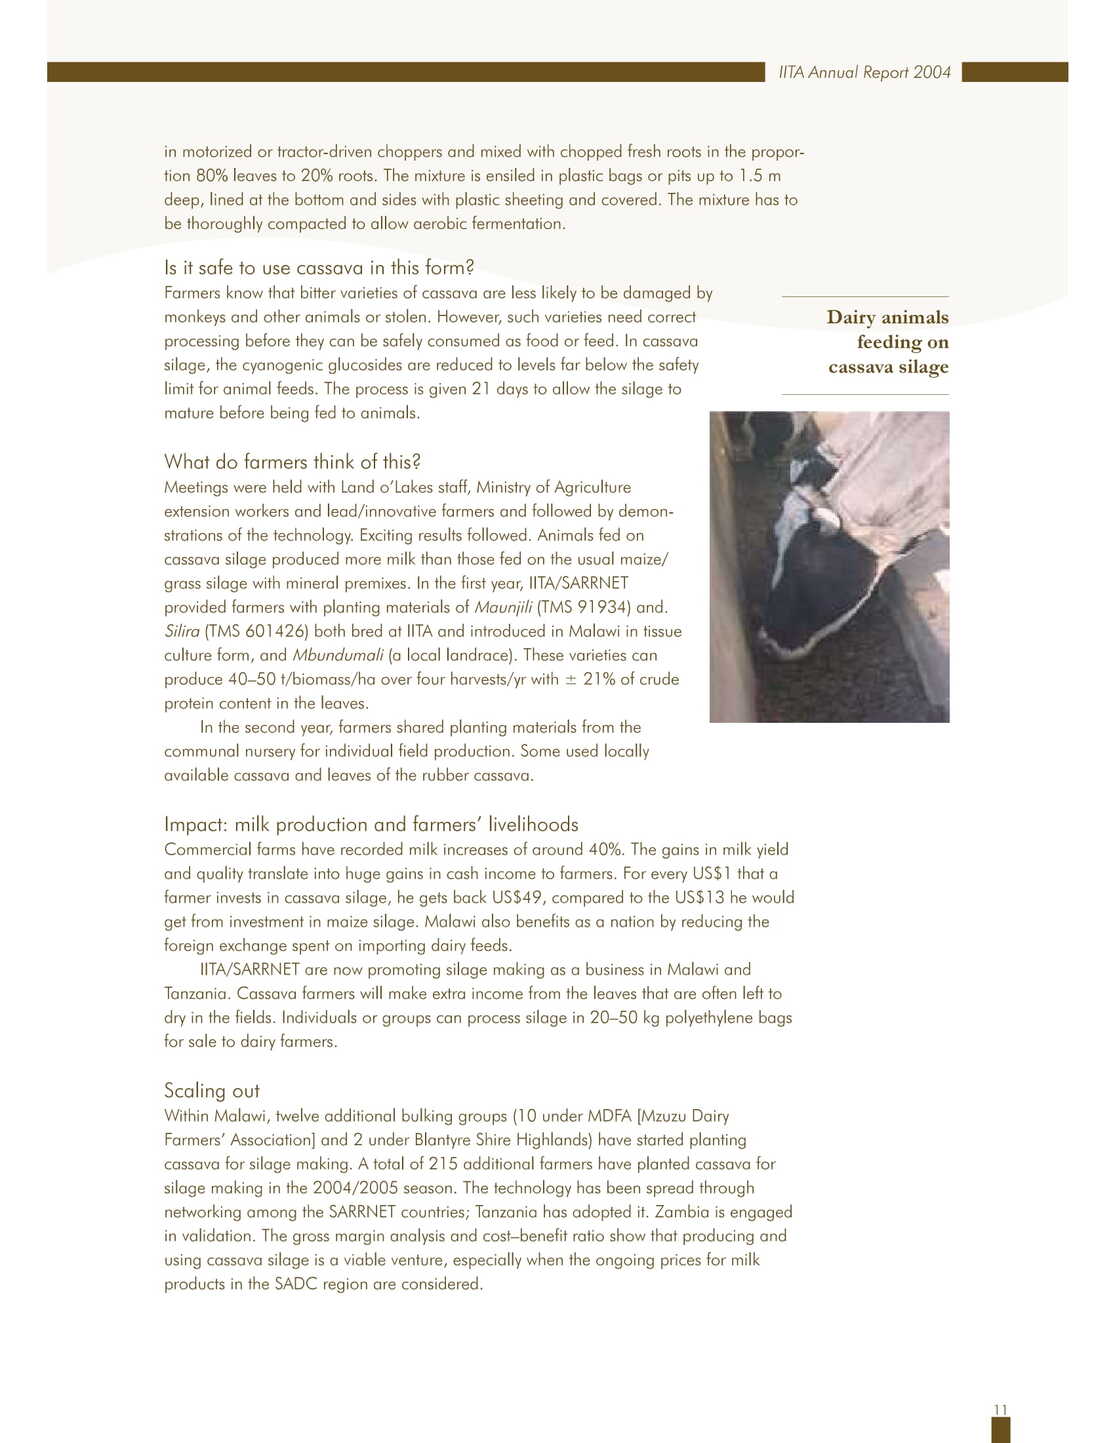 IITA Annual Report 2004
in motorized or tractor-driven choppers and mixed with chopped fresh roots in the propor-
tion 80% leaves to 20% roots. The mixture is ensiled in plastic bags or pits up to 1.5 m
deep, lined at the bottom and sides with plastic sheeting and covered. The mixture has to
be thoroughly compacted to allow aerobic fermentation.
Is it safe to use cassava in this form?
Farmers know that bitter varieties of cassava are less likely to be damaged by
monkeys and other animals or stolen. However, such varieties need correct
processing before they can be safely consumed as food or feed. In cassava
silage, the cyanogenic glucosides are reduced to levels far below the safety
limit for animal feeds. The process is given 21 days to allow the silage to
mature before being fed to animals.
Dairy animals
feeding on
cassava silage
What do farmers think of this?
Meetings were held with Land o’Lakes staff, Ministry of Agriculture
extension workers and lead/innovative farmers and followed by demon-
strations of the technology. Exciting results followed. Animals fed on
cassava silage produced more milk than those fed on the usual maize/
grass silage with mineral premixes. In the first year, IITA/SARRNET
provided farmers with planting materials of Maunjili (TMS 91934) and.
Silira (TMS 601426) both bred at IITA and introduced in Malawi in tissue
culture form, and Mbundumali (a local landrace). These varieties can
produce 40–50 t/biomass/ha over four harvests/yr with ± 21% of crude
protein content in the leaves.
In the second year, farmers shared planting materials from the
communal nursery for individual field production. Some used locally
available cassava and leaves of the rubber cassava.
Impact: milk production and farmers’ livelihoods
Commercial farms have recorded milk increases of around 40%. The gains in milk yield
and quality translate into huge gains in cash income to farmers. For every US$1 that a
farmer invests in cassava silage, he gets back US$49, compared to the US$13 he would
get from investment in maize silage. Malawi also benefits as a nation by reducing the
foreign exchange spent on importing dairy feeds.
IITA/SARRNET are now promoting silage making as a business in Malawi and
Tanzania. Cassava farmers will make extra income from the leaves that are often left to
dry in the fields. Individuals or groups can process silage in 20–50 kg polyethylene bags
for sale to dairy farmers.
Scaling out
Within Malawi, twelve additional bulking groups (10 under MDFA [Mzuzu Dairy
Farmers’ Association] and 2 under Blantyre Shire Highlands) have started planting
cassava for silage making. A total of 215 additional farmers have planted cassava for
silage making in the 2004/2005 season. The technology has been spread through
networking among the SARRNET countries; Tanzania has adopted it. Zambia is engaged
in validation. The gross margin analysis and cost–benefit ratio show that producing and
using cassava silage is a viable venture, especially when the ongoing prices for milk
products in the SADC region are considered.
11